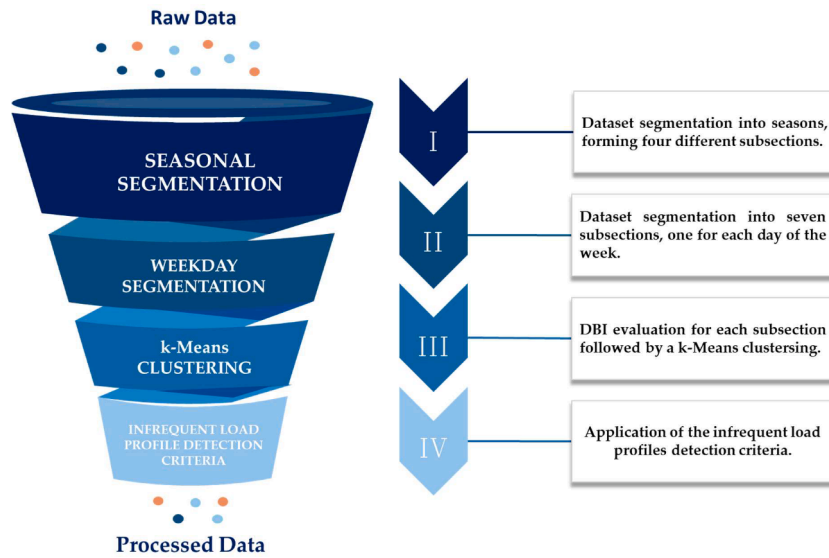 Raw Data
SEASONAL
SEGMENTATION
WEEKDAY
SEGMENTATION
k-Means
CLUSTERING
INFREQUENT LOAD
PROFILE DETECTION
CRITERIA
Processed Data
I
Dataset segmentation into seasons,
forming four different subsections.
II
Dataset segmentation into seven
subsections, one for each day of the
week.
III
DBI evaluation for each subsection
followed by a k-Means clustersing.
IV
Application of the infrequent load
profiles detection criteria.